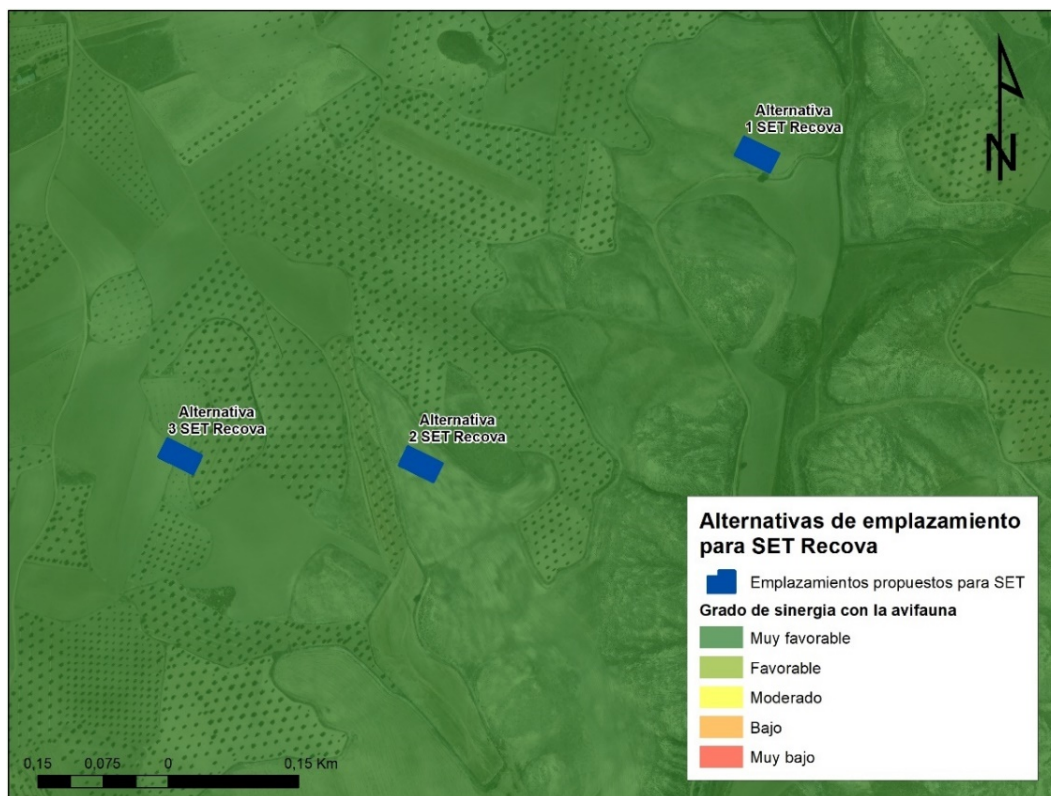 Alternativa
1 SET Recova
N
Alternativa
3 SET Recova
Alternativa
2 SET Recova
Alternativas de emplazamiento
para SET Recova
Emplazamientos propuestos para SET
Grado de sinergia con la avifauna
Muy favorable
Favorable
Moderado
Bajo
Muy bajo
0,15 0,075 0 0,15 Km